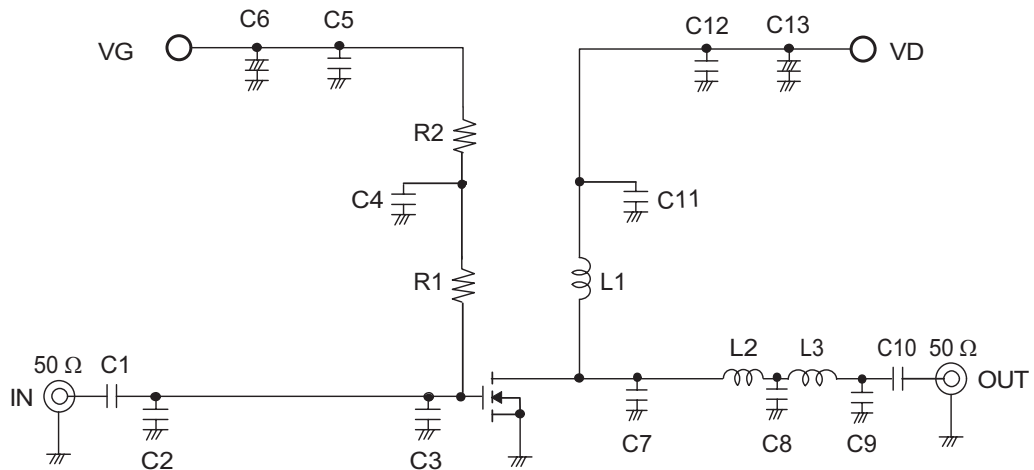 C6 C5 C12 C13
VG VD
R2
C4 C11
R1 L1
50 Ω C1 L2 L3 C10 50 Ω
IN OUT
C2 C3 C7 C8 C9